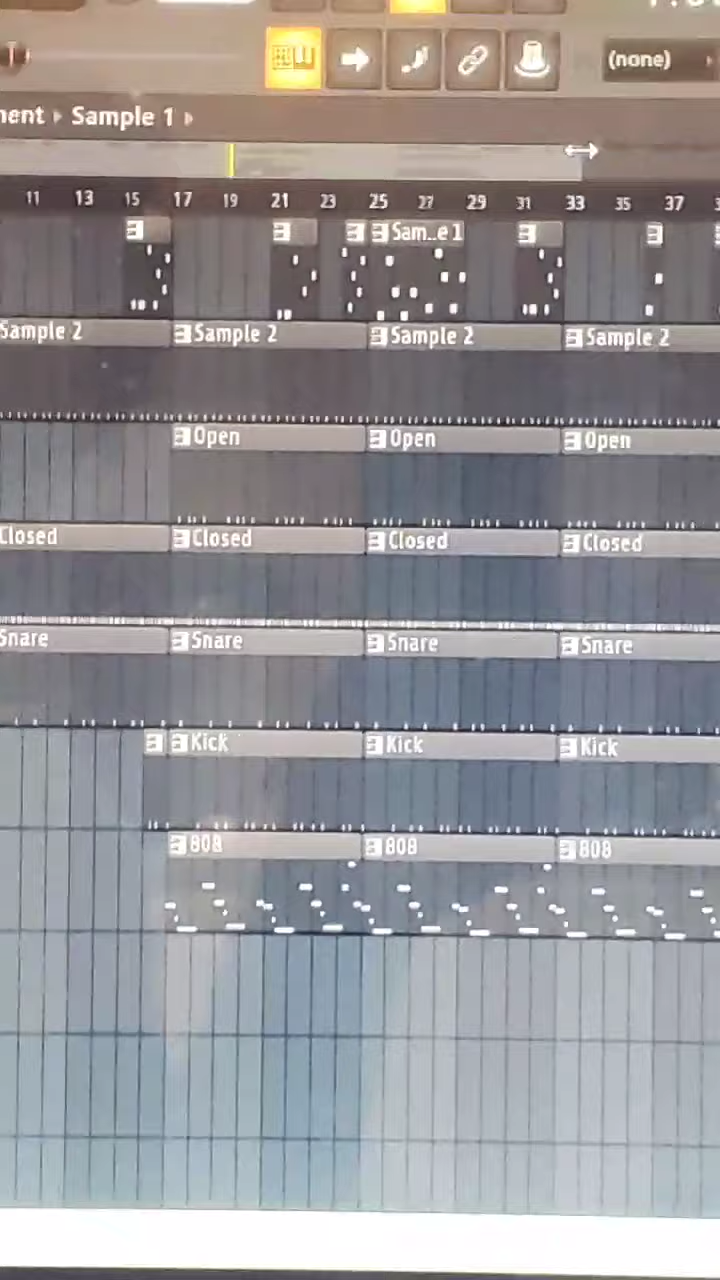 (none)
nent Sample 1
11 13 15 17 19 21 23 25 27 29 31 33 35 37
Sam..e 1
Sample 2 Sample 2 Sample 2 Sample 2
Open Open Open
Closed Closed Closed Closed
Snare Snare Snare Snare
Kick Kick Kick
808 808 808